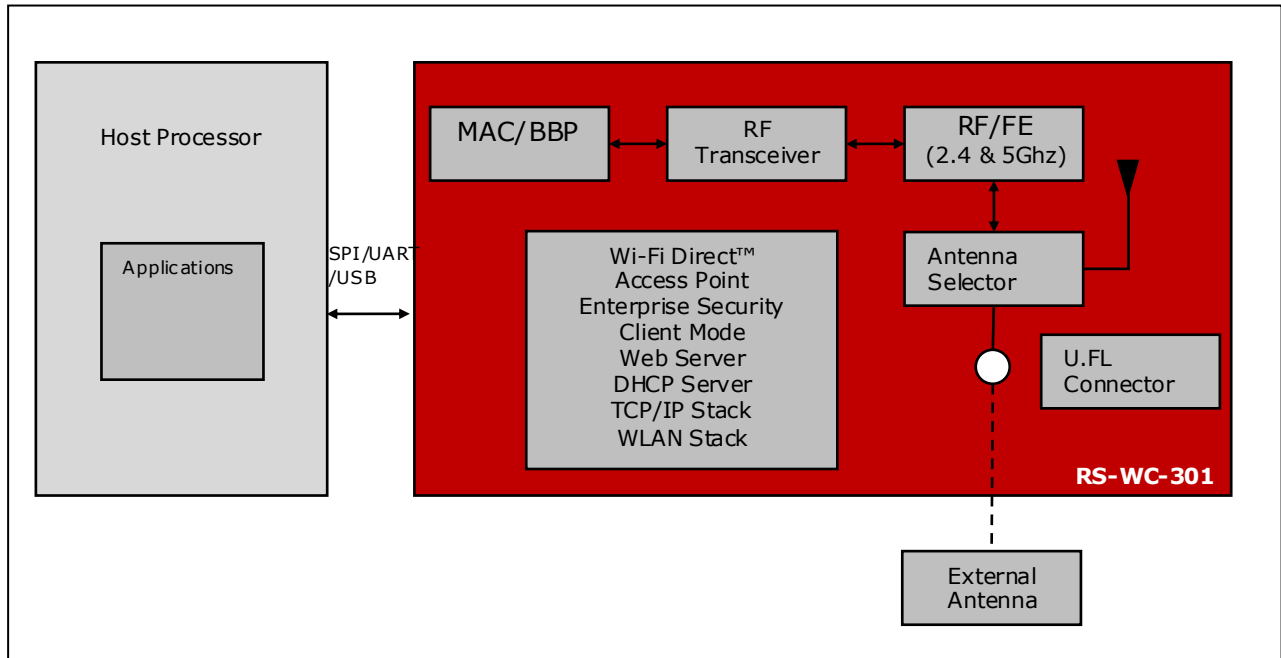 Host Processor
Applications
SPI/UART
/USB
MAC/BBP
RF
Transceiver
RF/FE
(2.4 & 5Ghz)
Wi-Fi Direct™
Access Point
Enterprise Security
Client Mode
Web Server
DHCP Server
TCP/IP Stack
WLAN Stack
Antenna
Selector
U.FL
Connector
RS-WC-301
External
Antenna